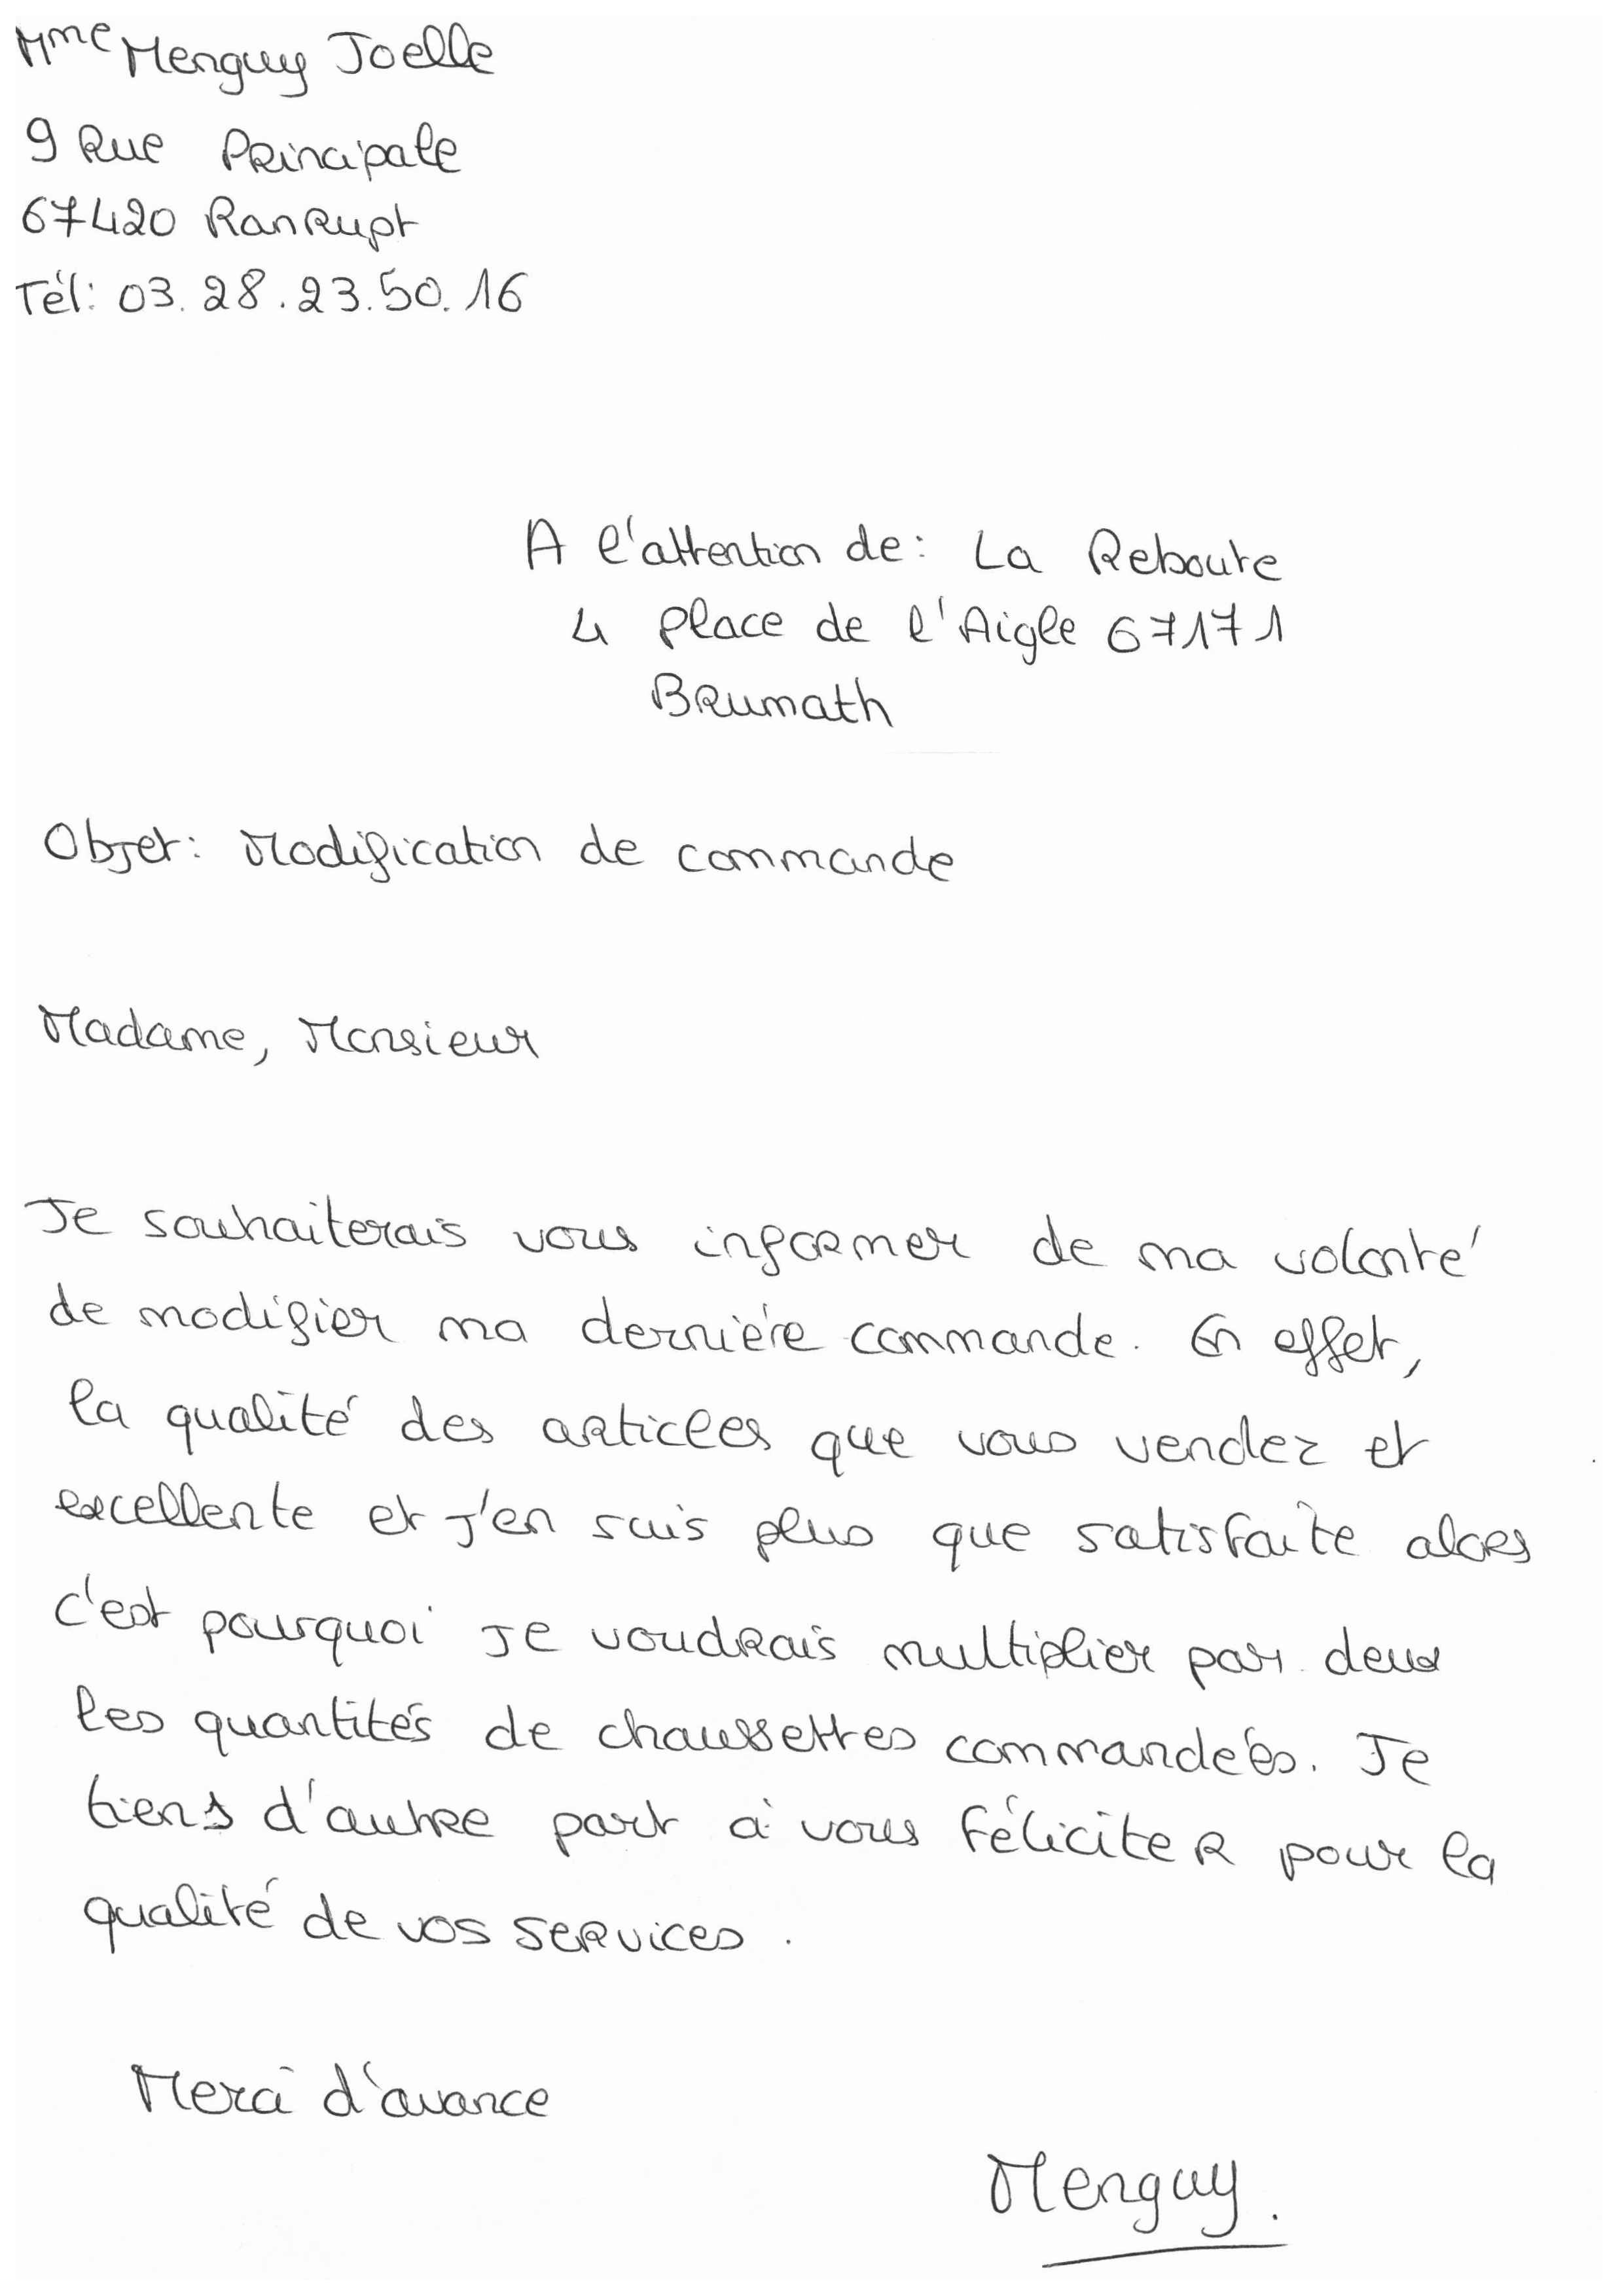 Mme Menguy Joelle
9 Rue Principale
67420 Ranrupt
Tél: 03.28.23.50.16
A l'attention de: La Reboute
4 place de l'Aigle 67171
Brumath
Objet: Modification de commande
Madame, Monsieur
Je souhaiterais vous informer de ma volonté
de modifier ma dernière commande. En effet,
la qualité des articles que vous vendez et
excellente et j'en suis plus que satisfaite alors
c'est pourquoi je voudrais multiplier par deux
les quantités de chaussettes commandées. Je
tiens d'autre part à vous féliciter pour la
qualité de vos services.
Merci d'avance
Menguy.